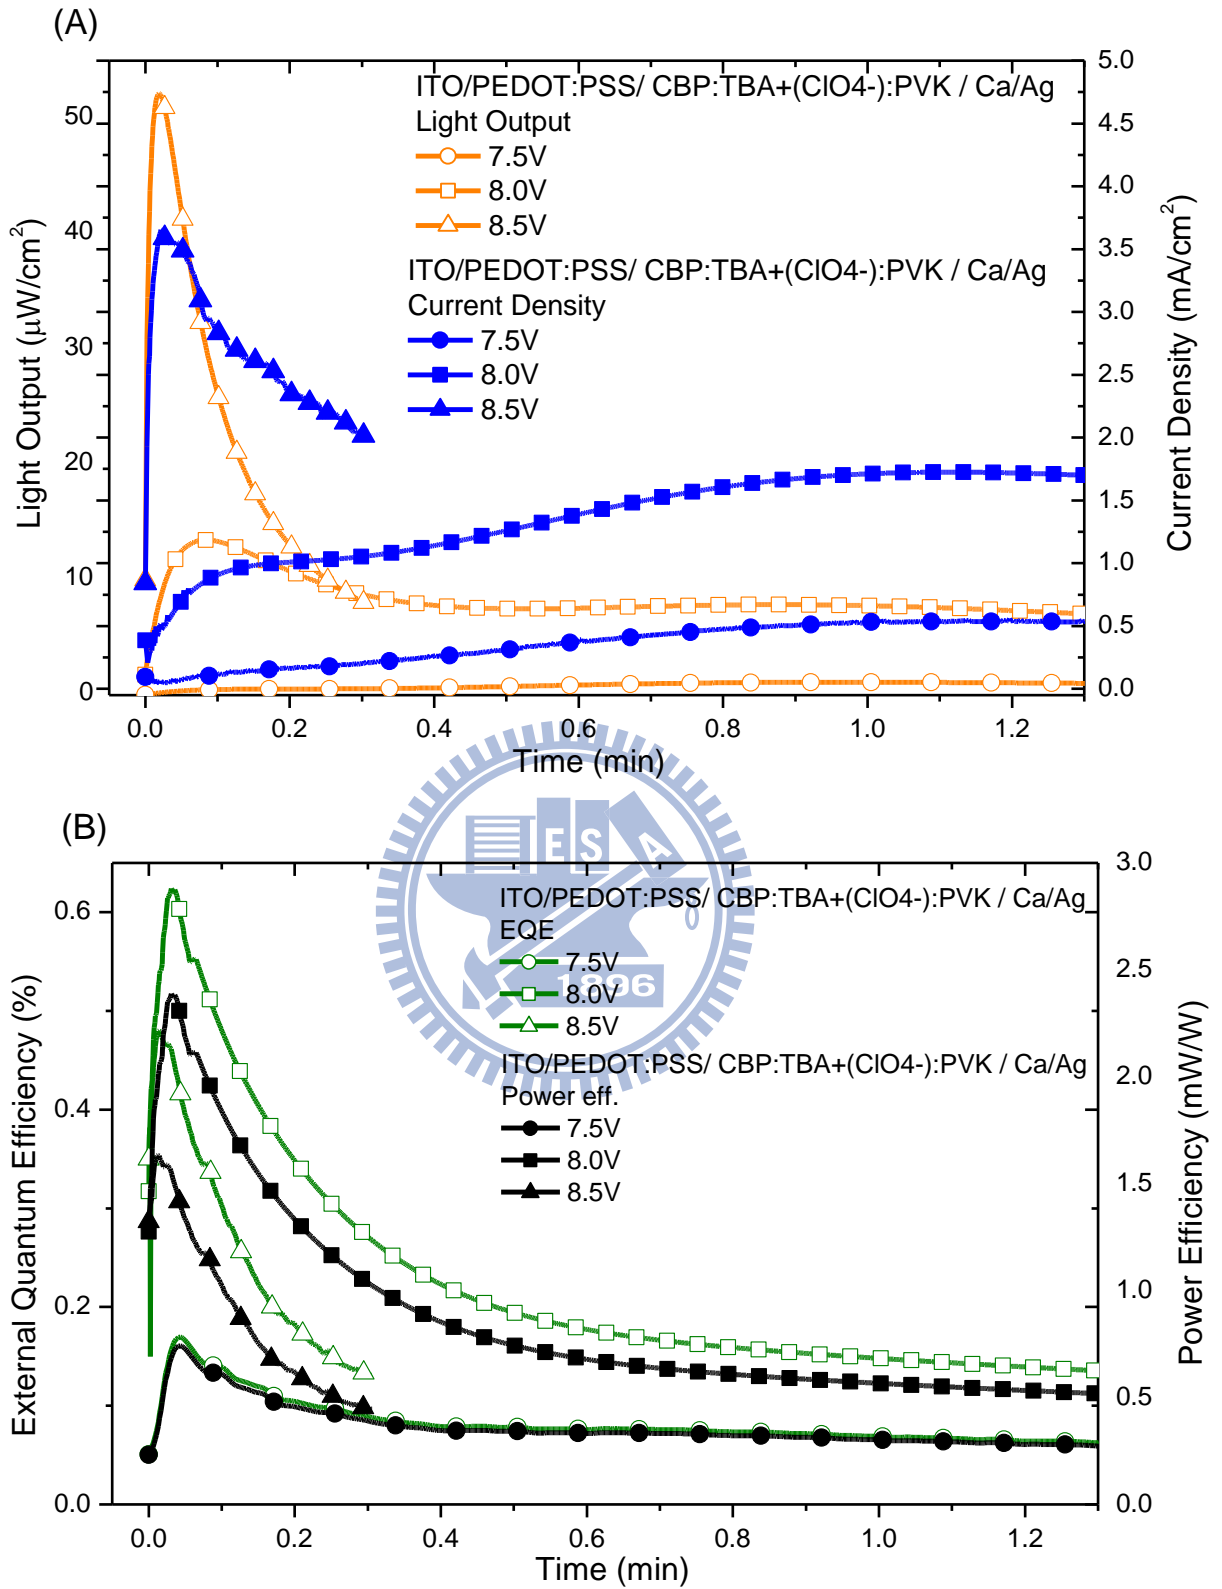 (A)
ITO/PEDOT:PSS/ CBP:TBA+(ClO4-):PVK / Ca/Ag
Light Output
7.5V
8.0V
8.5V
ITO/PEDOT:PSS/ CBP:TBA+(ClO4-):PVK / Ca/Ag
Current Density
7.5V
8.0V
8.5V
Light Output (μW/cm²)
50
40
30
20
10
0
Current Density (mA/cm²)
5.0
4.5
4.0
3.5
3.0
2.5
2.0
1.5
1.0
0.5
0.0
0.0 0.2 0.4 0.6 0.8 1.0 1.2
Time (min)
(B)
ITO/PEDOT:PSS/ CBP:TBA+(ClO4-):PVK / Ca/Ag
EQE
7.5V
8.0V
8.5V
ITO/PEDOT:PSS/ CBP:TBA+(ClO4-):PVK / Ca/Ag
Power eff.
7.5V
8.0V
8.5V
External Quantum Efficiency (%)
0.6
0.4
0.2
0.0
Power Efficiency (mW/W)
3.0
2.5
2.0
1.5
1.0
0.5
0.0
0.0 0.2 0.4 0.6 0.8 1.0 1.2
Time (min)
E S A
1896